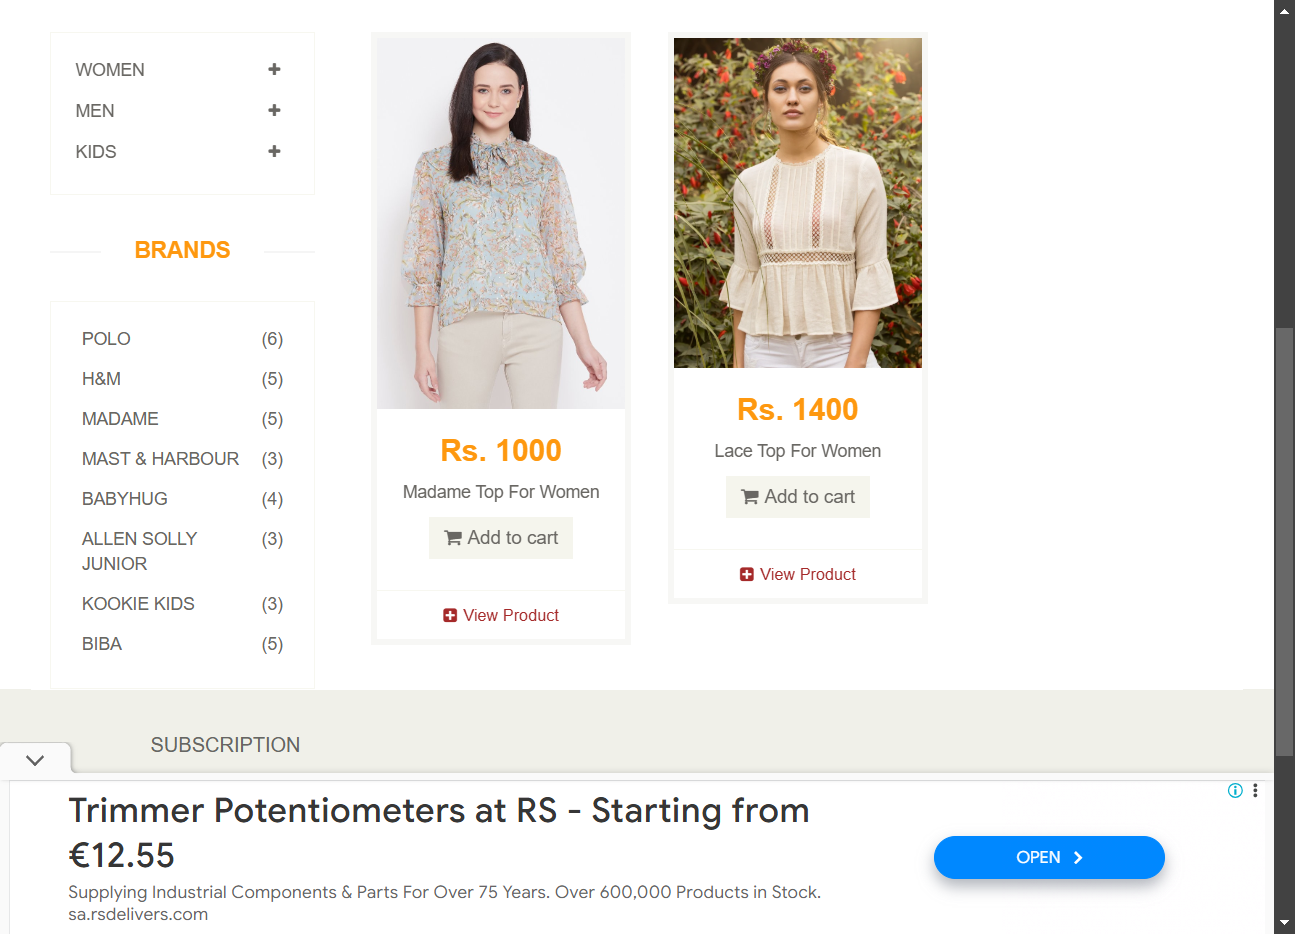 WOMEN
MEN
KIDS
BRANDS
POLO (6)
H&M (5)
MADAME (5)
MAST & HARBOUR (3)
BABYHUG (4)
ALLEN SOLLY (3)
JUNIOR
KOOKIE KIDS (3)
BIBA (5)
Rs. 1000
Madame Top For Women
Add to cart
View Product
Rs. 1400
Lace Top For Women
Add to cart
View Product
SUBSCRIPTION
Trimmer Potentiometers at RS - Starting from
€12.55
Supplying Industrial Components & Parts For Over 75 Years. Over 600,000 Products in Stock.
sa.rsdelivers.com
OPEN